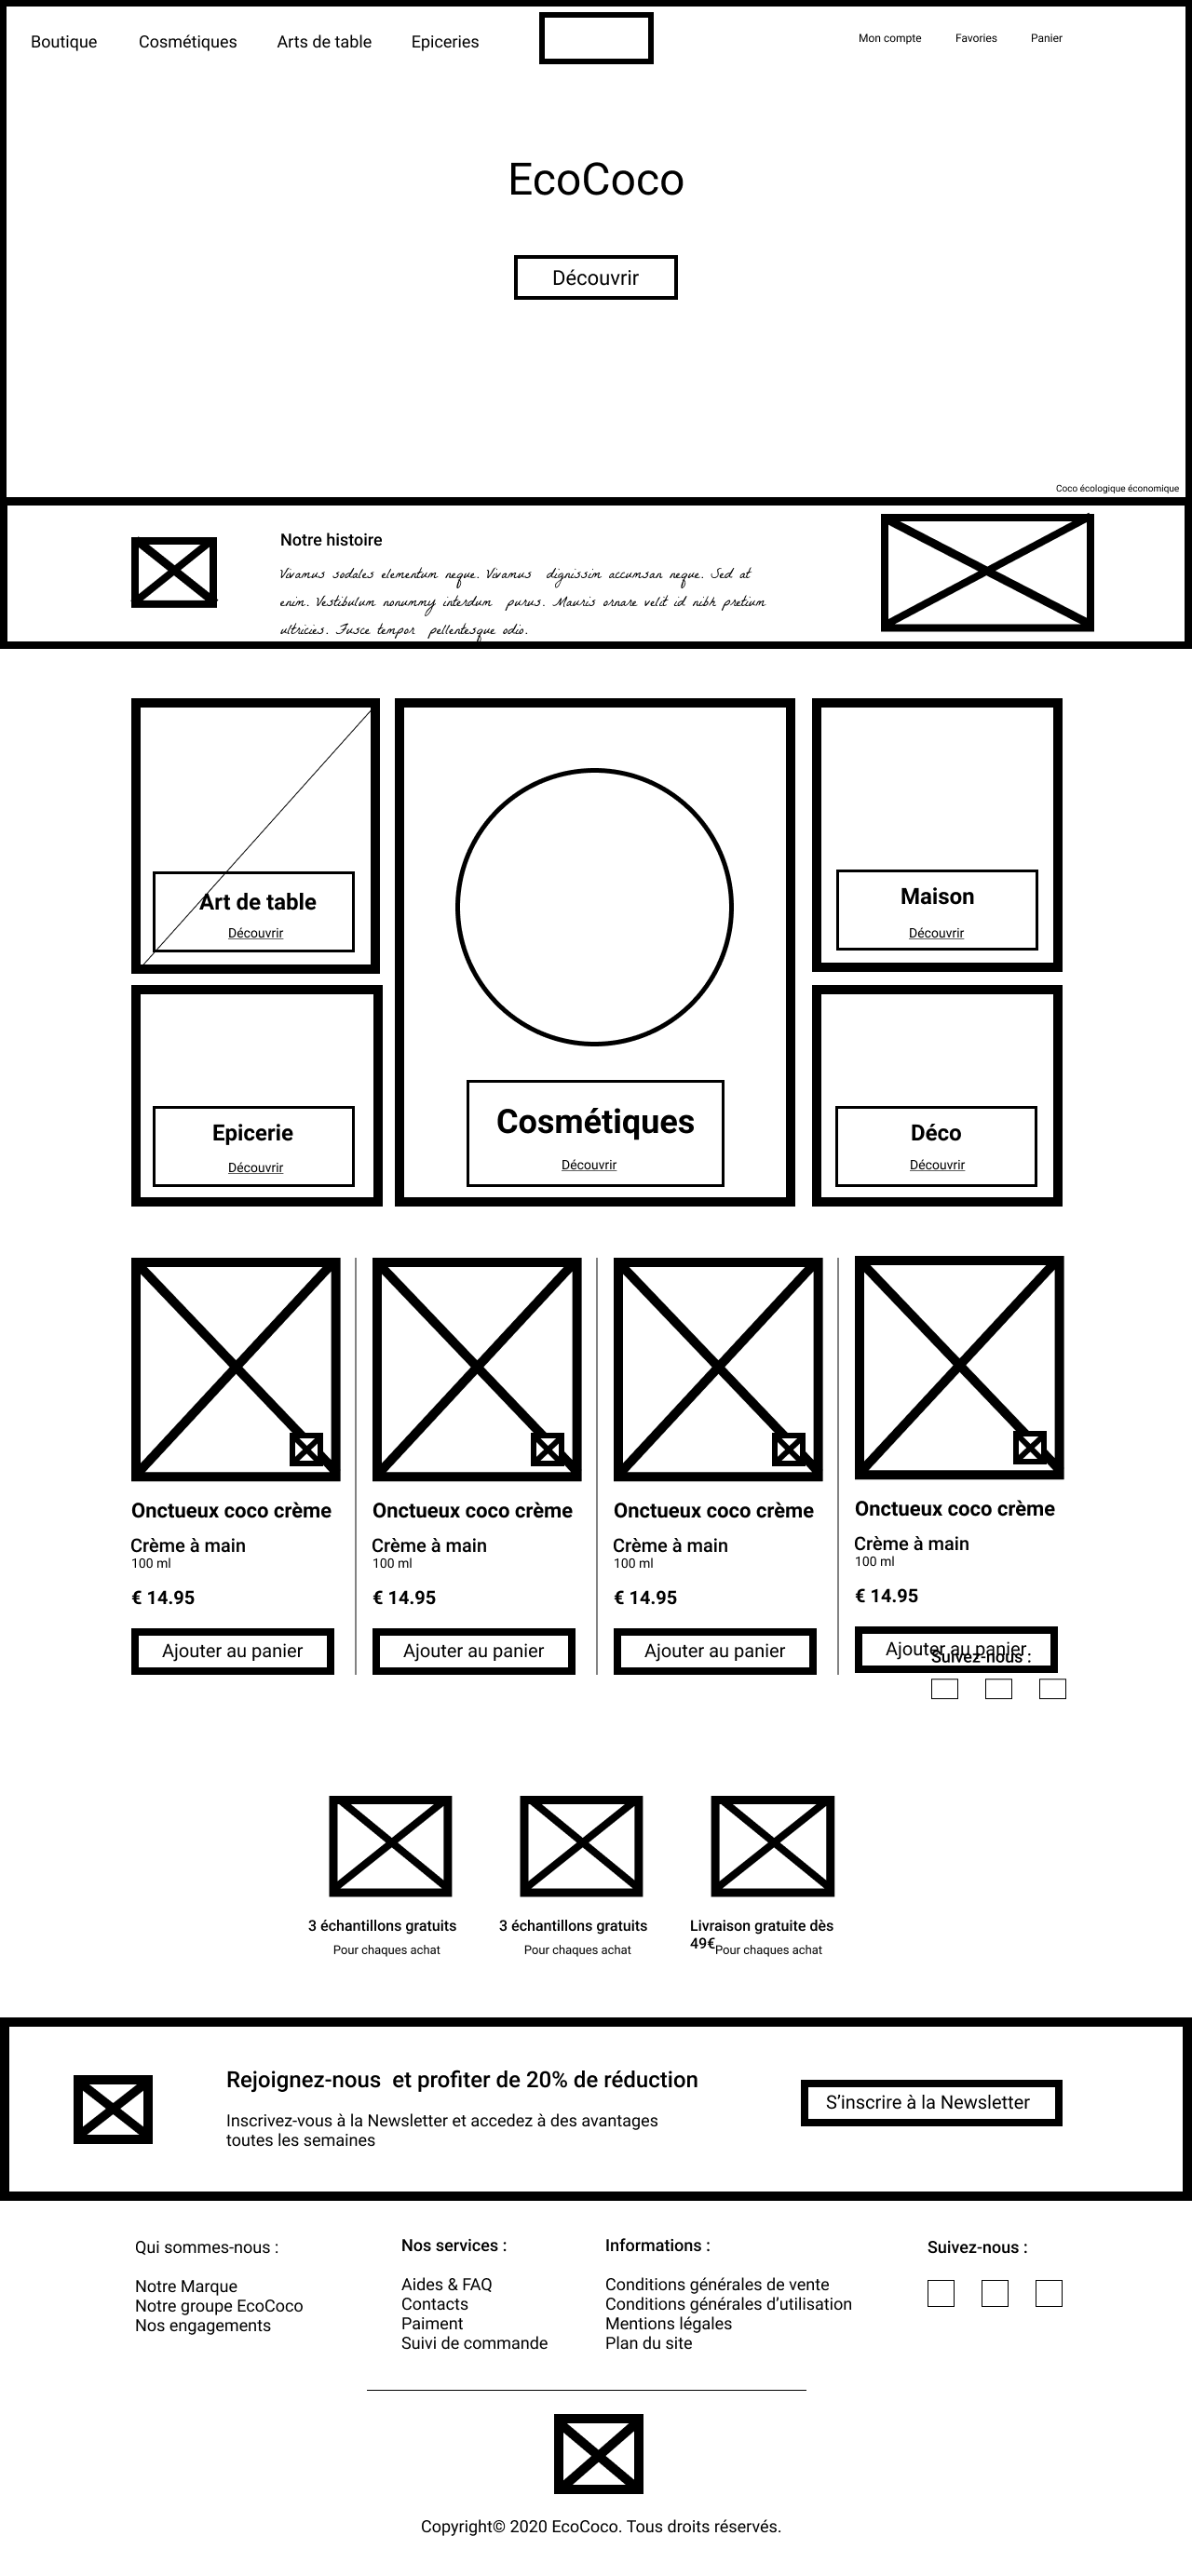 Boutique Cosmétiques Arts de table Epiceries Mon compte Favories Panier
EcoCoco
Découvrir
Coco écologique économique
Notre histoire
Vivamus sodales elementum neque. Vivamus dignissim accumsan neque. Sed at
enim. Vestibulum nonummy interdum purus. Mauris ornare velit id nibh pretium
ultricies. Fusce tempor pellentesque odio.
Art de table
Découvrir
Maison
Découvrir
Epicerie
Découvrir
Cosmétiques
Découvrir
Déco
Découvrir
Onctueux coco crème
Crème à main
100 ml
€ 14.95
Ajouter au panier
Onctueux coco crème
Crème à main
100 ml
€ 14.95
Ajouter au panier
Onctueux coco crème
Crème à main
100 ml
€ 14.95
Ajouter au panier
Onctueux coco crème
Crème à main
100 ml
€ 14.95
Ajouter au panier
Suivez-nous :
3 échantillons gratuits
Pour chaques achat
3 échantillons gratuits
Pour chaques achat
Livraison gratuite dès
49€
Pour chaques achat
Rejoignez-nous et profiter de 20% de réduction
Inscrivez-vous à la Newsletter et accedez à des avantages
toutes les semaines
S’inscrire à la Newsletter
Qui sommes-nous :
Notre Marque
Notre groupe EcoCoco
Nos engagements
Nos services :
Aides & FAQ
Contacts
Paiment
Suivi de commande
Informations :
Conditions générales de vente
Conditions générales d’utilisation
Mentions légales
Plan du site
Suivez-nous :
Copyright© 2020 EcoCoco. Tous droits réservés.